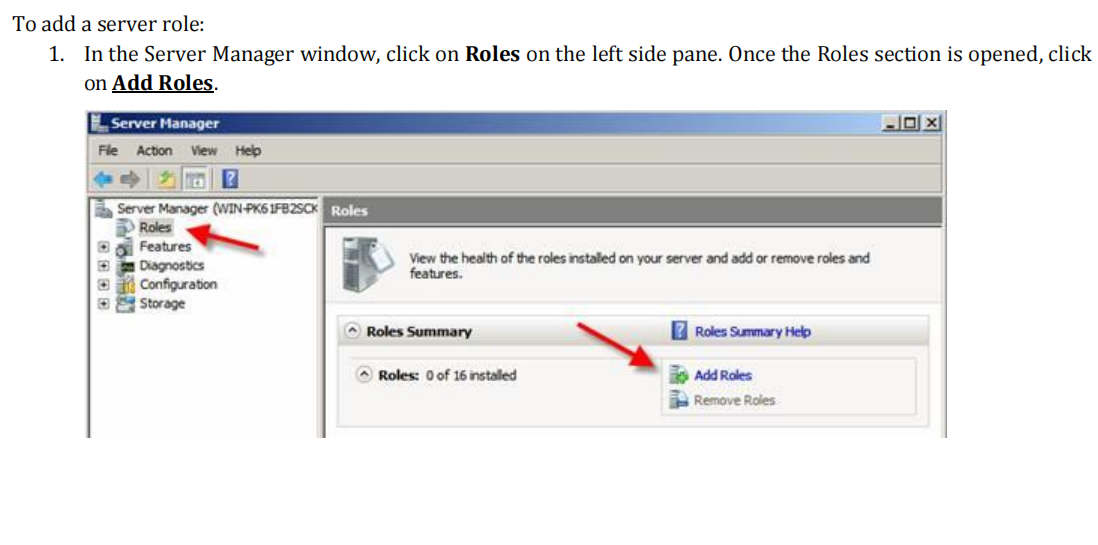 To add a server role:
1. In the Server Manager window, click on Roles on the left side pane. Once the Roles section is opened, click
on Add Roles.
Server Manager
File Action View Help
Server Manager (WIN-PK61FB2SCK
Roles
Roles
Features
Diagnostics
Configuration
Storage
View the health of the roles installed on your server and add or remove roles and
features.
Roles Summary
Roles Summary Help
Roles: 0 of 16 installed
Add Roles
Remove Roles